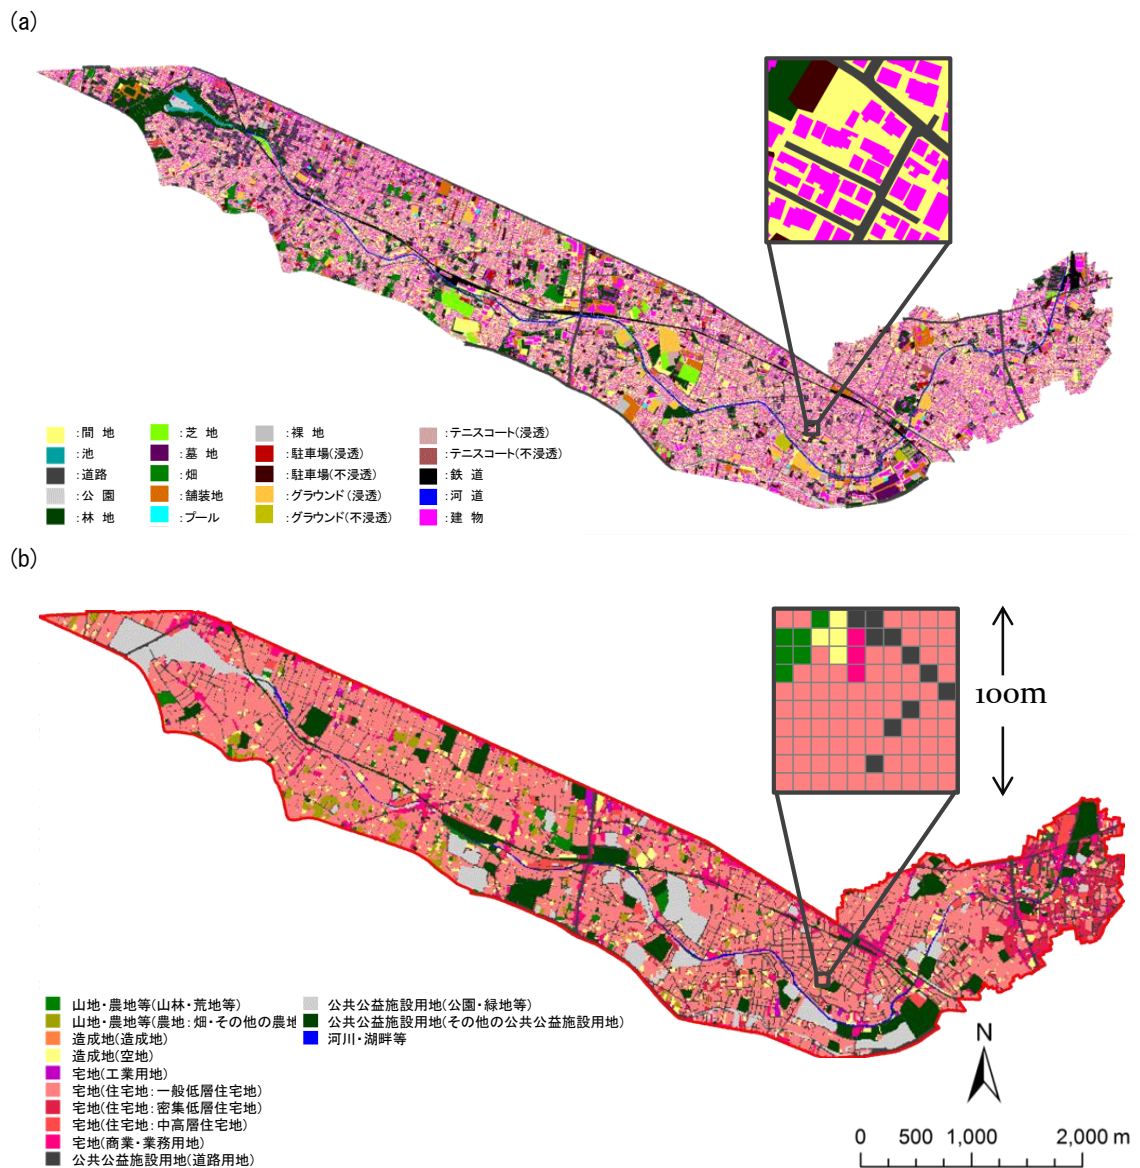 (a)
:間 地 :芝 地 :裸 地 :テニスコート(浸透)
:池 :墓 地 :駐車場(浸透) :テニスコート(不浸透)
:道路 :畑 :駐車場(不浸透) :鉄 道
:公 園 :舗装地 :グラウンド(浸透) :河 道
:林 地 :プール :グラウンド(不浸透) :建 物
(b)
100m
山地・農地等(山林・荒地等) 公共公益施設用地(公園・緑地等)
山地・農地等(農地:畑・その他の農地 公共公益施設用地(その他の公共公益施設用地)
造成地(造成地) 河川・湖畔等
造成地(空地)
宅地(工業用地)
宅地(住宅地:一般低層住宅地)
宅地(住宅地:密集低層住宅地)
宅地(住宅地:中高層住宅地)
宅地(商業・業務用地)
公共公益施設用地(道路用地)
N
0 500 1,000 2,000 m